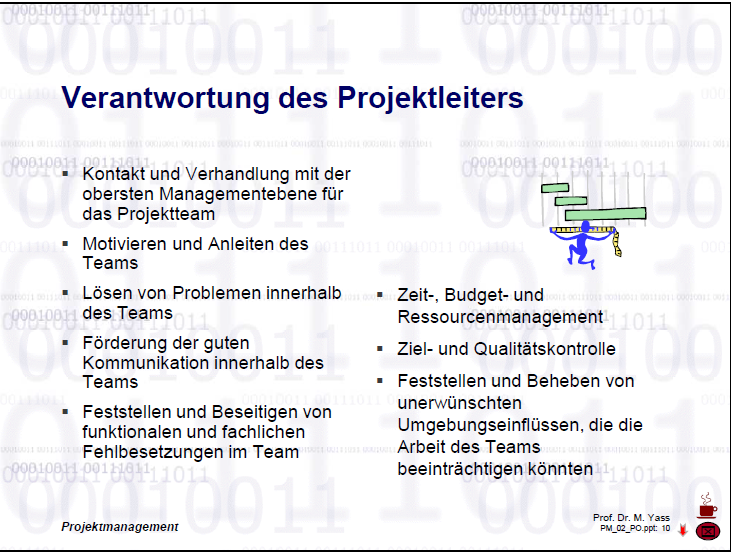 Verantwortung des Projektleiters
▪ Kontakt und Verhandlung mit der
obersten Managementebene für
das Projektteam
▪ Motivieren und Anleiten des
Teams
▪ Lösen von Problemen innerhalb
des Teams
▪ Förderung der guten
Kommunikation innerhalb des
Teams
▪ Feststellen und Beseitigen von
funktionalen und fachlichen
Fehlbesetzungen im Team
▪ Zeit-, Budget- und
Ressourcenmanagement
▪ Ziel- und Qualitätskontrolle
▪ Feststellen und Beheben von
unerwünschten
Umgebungseinflüssen, die die
Arbeit des Teams
beeinträchtigen könnten
Projektmanagement
Prof. Dr. M. Yass
PM_02_PO.ppt: 10